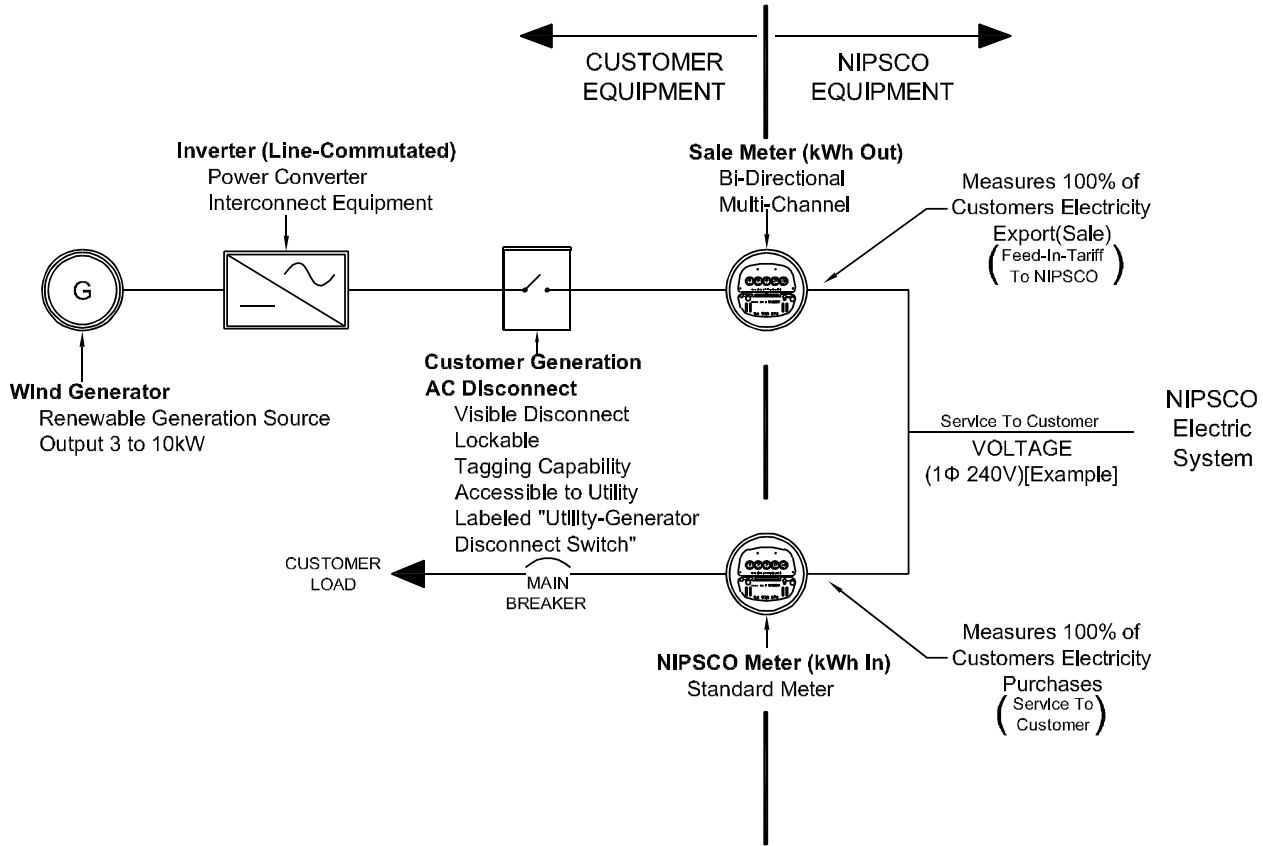 CUSTOMER
EQUIPMENT
NIPSCO
EQUIPMENT
Inverter (Line-Commutated)
Power Converter
Interconnect Equipment
Sale Meter (kWh Out)
Bi-Directional
Multi-Channel
Measures 100% of
Customers Electricity
Export(Sale)
(Feed-In-Tariff
To NIPSCO)
G
Wind Generator
Renewable Generation Source
Output 3 to 10kW
Customer Generation
AC Disconnect
Visible Disconnect
Lockable
Tagging Capability
Accessible to Utility
Labeled "Utility-Generator
Disconnect Switch"
Service To Customer
VOLTAGE
(1Φ 240V)[Example]
NIPSCO
Electric
System
CUSTOMER
LOAD
MAIN
BREAKER
NIPSCO Meter (kWh In)
Standard Meter
Measures 100% of
Customers Electricity
Purchases
(Service To
Customer)